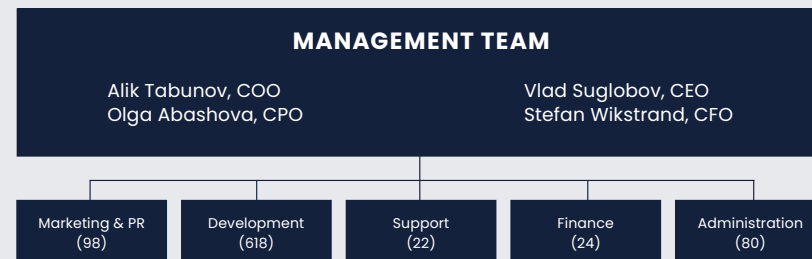 MANAGEMENT TEAM
Alik Tabunov, COO
Olga Abashova, CPO
Vlad Suglobov, CEO
Stefan Wikstrand, CFO
Marketing & PR
(98)
Development
(618)
Support
(22)
Finance
(24)
Administration
(80)